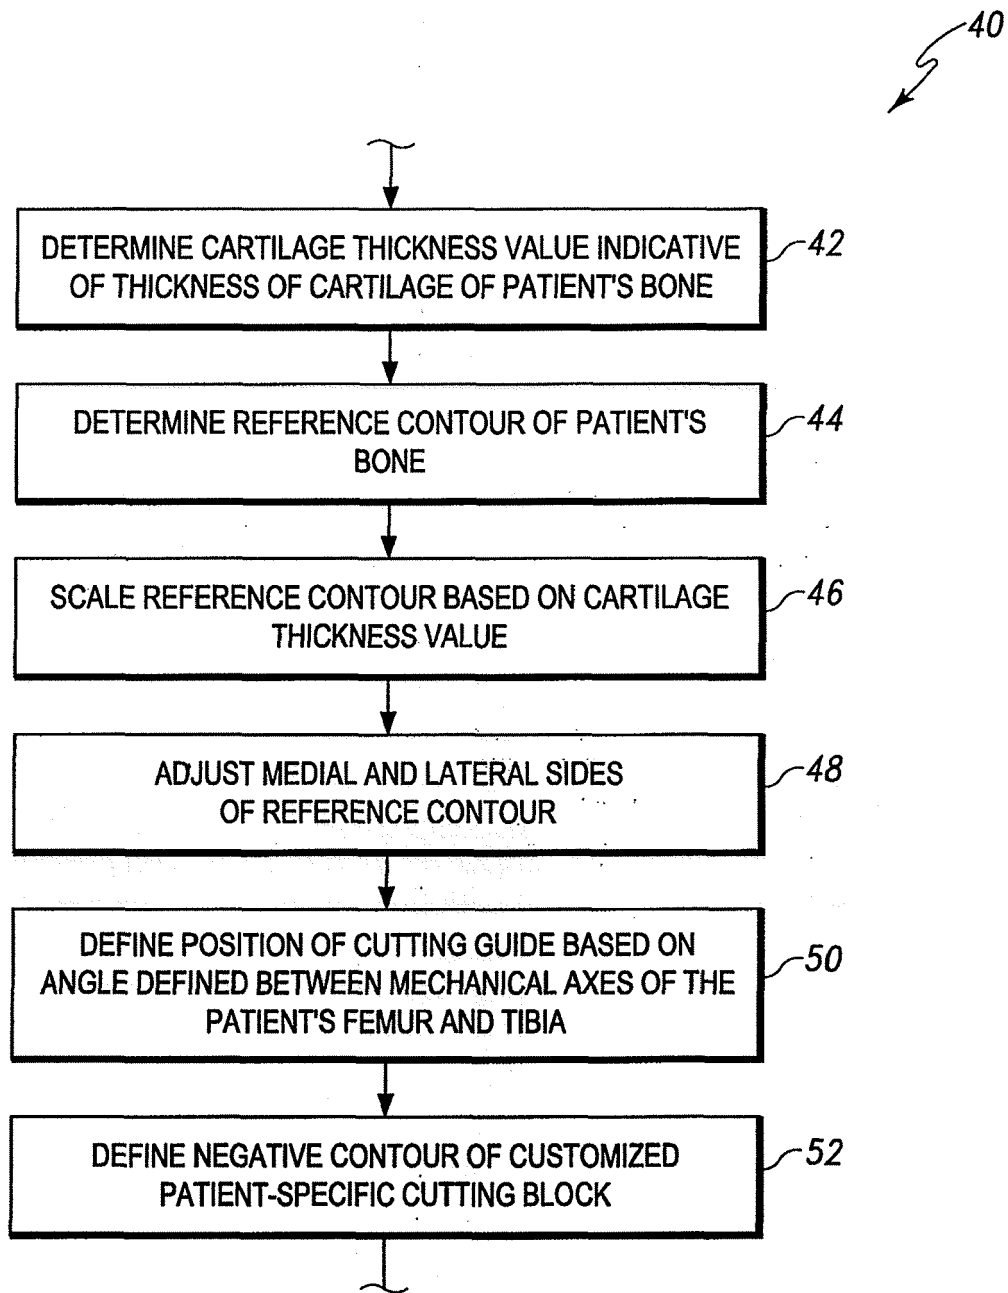 40
DETERMINE CARTILAGE THICKNESS VALUE INDICATIVE
OF THICKNESS OF CARTILAGE OF PATIENT'S BONE
42
DETERMINE REFERENCE CONTOUR OF PATIENT'S
BONE
44
SCALE REFERENCE CONTOUR BASED ON CARTILAGE
THICKNESS VALUE
46
ADJUST MEDIAL AND LATERAL SIDES
OF REFERENCE CONTOUR
48
DEFINE POSITION OF CUTTING GUIDE BASED ON
ANGLE DEFINED BETWEEN MECHANICAL AXES OF THE
PATIENT'S FEMUR AND TIBIA
50
DEFINE NEGATIVE CONTOUR OF CUSTOMIZED
PATIENT-SPECIFIC CUTTING BLOCK
52